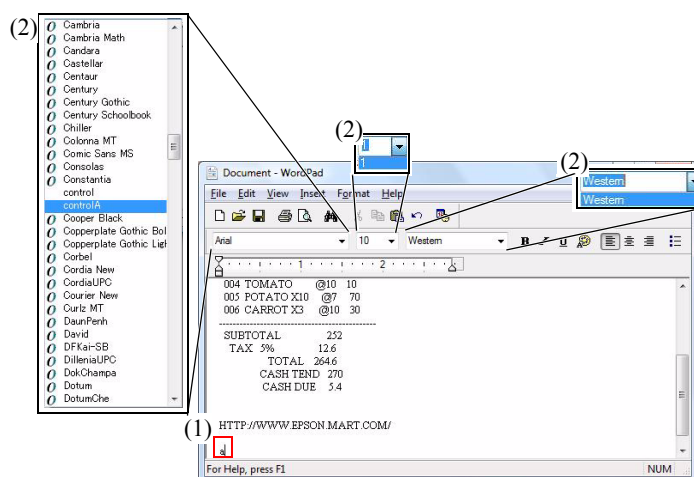 (2)
Cambria
Cambria Math
Candara
Castellar
Centaur
Century
Century Gothic
Century Schoolbook
Chiller
Colonna MT
Comic Sans MS
Consolas
Constantia
control
controlA
Cooper Black
Copperplate Gothic Bol
Copperplate Gothic Ligh
Corbel
Cordia New
CordiaUPC
Courier New
Curlz MT
DaunPenh
David
DFKai-SB
DilleniaUPC
DokChampa
Dotum
DotumChe
(2)
1
1
(2)
Western
Western
Document - WordPad
File Edit View Insert Format Help
Arial 10 Western B / U
1 2
004 TOMATO @10 10
005 POTATO X10 @7 70
006 CARROT X3 @10 30
----------------------------------------------
SUBTOTAL 252
TAX 5% 12.6
TOTAL 264.6
CASH TEND 270
CASH DUE 5.4
HTTP://WWW.EPSON.MART.COM/
(1)
a
For Help, press F1 NUM